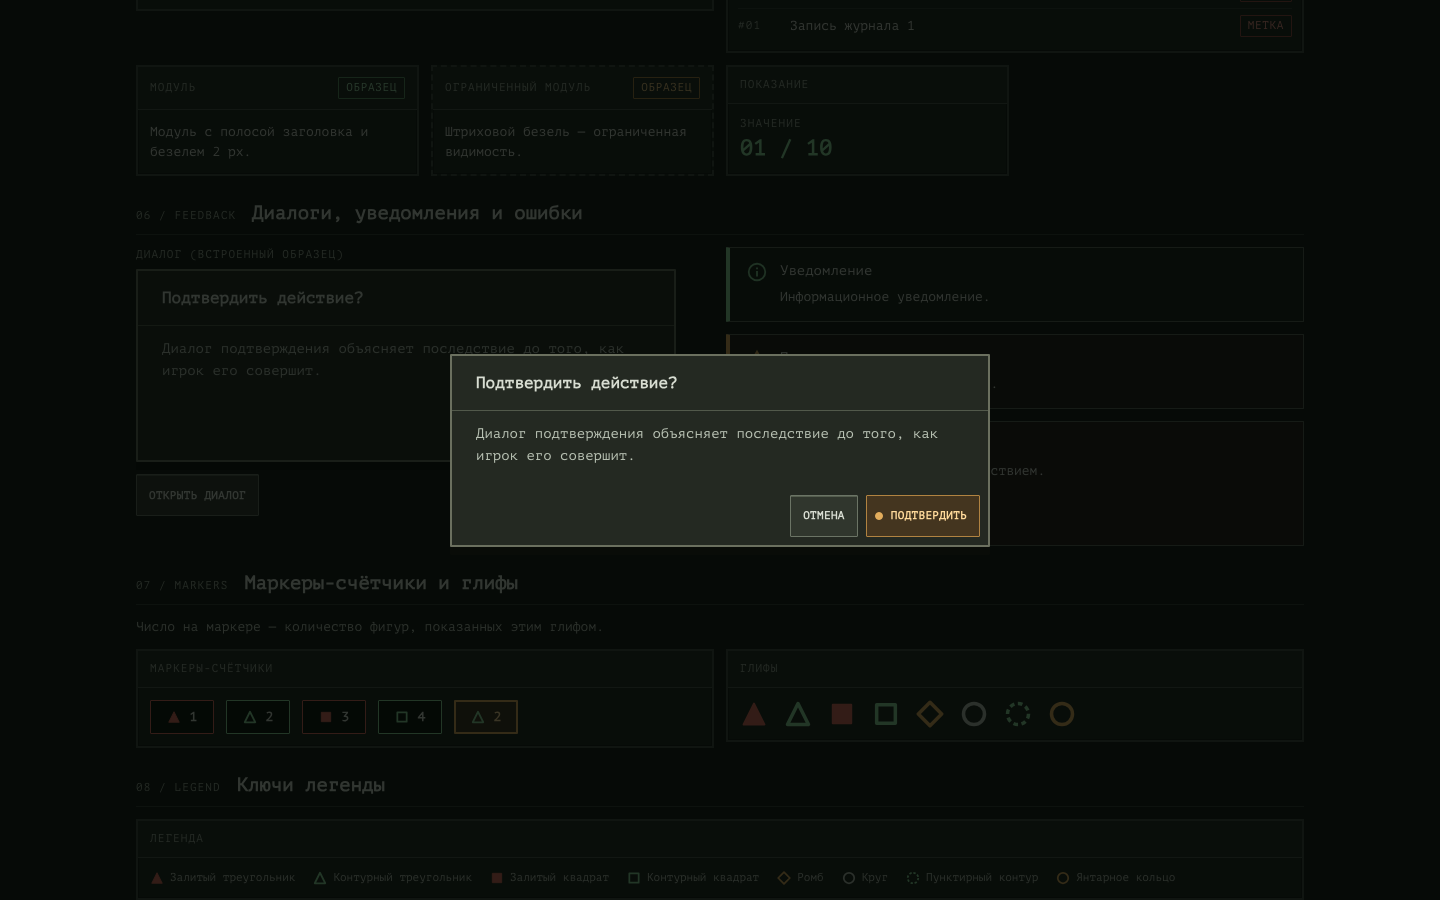 #01 Запись журнала 1 МЕТКА
МОДУЛЬ ОБРАЗЕЦ
Модуль с полосой заголовка и
безелем 2 px.
ОГРАНИЧЕННЫЙ МОДУЛЬ ОБРАЗЕЦ
Штриховой безель — ограниченная
видимость.
ПОКАЗАНИЕ
ЗНАЧЕНИЕ
01 / 10
06 / FEEDBACK Диалоги, уведомления и ошибки
ДИАЛОГ (ВСТРОЕННЫЙ ОБРАЗЕЦ)
Подтвердить действие?
Диалог подтверждения объясняет последствие до того, как
игрок его совершит.
ОТКРЫТЬ ДИАЛОГ
Уведомление
Информационное уведомление.
ствием.
Подтвердить действие?
Диалог подтверждения объясняет последствие до того, как
игрок его совершит.
ОТМЕНА ПОДТВЕРДИТЬ
07 / MARKERS Маркеры-счётчики и глифы
Число на маркере — количество фигур, показанных этим глифом.
МАРКЕРЫ-СЧЁТЧИКИ
1 2 3 4 2
ГЛИФЫ
08 / LEGEND Ключи легенды
ЛЕГЕНДА
Залитый треугольник Контурный треугольник Залитый квадрат Контурный квадрат Ромб Круг Пунктирный контур Янтарное кольцо